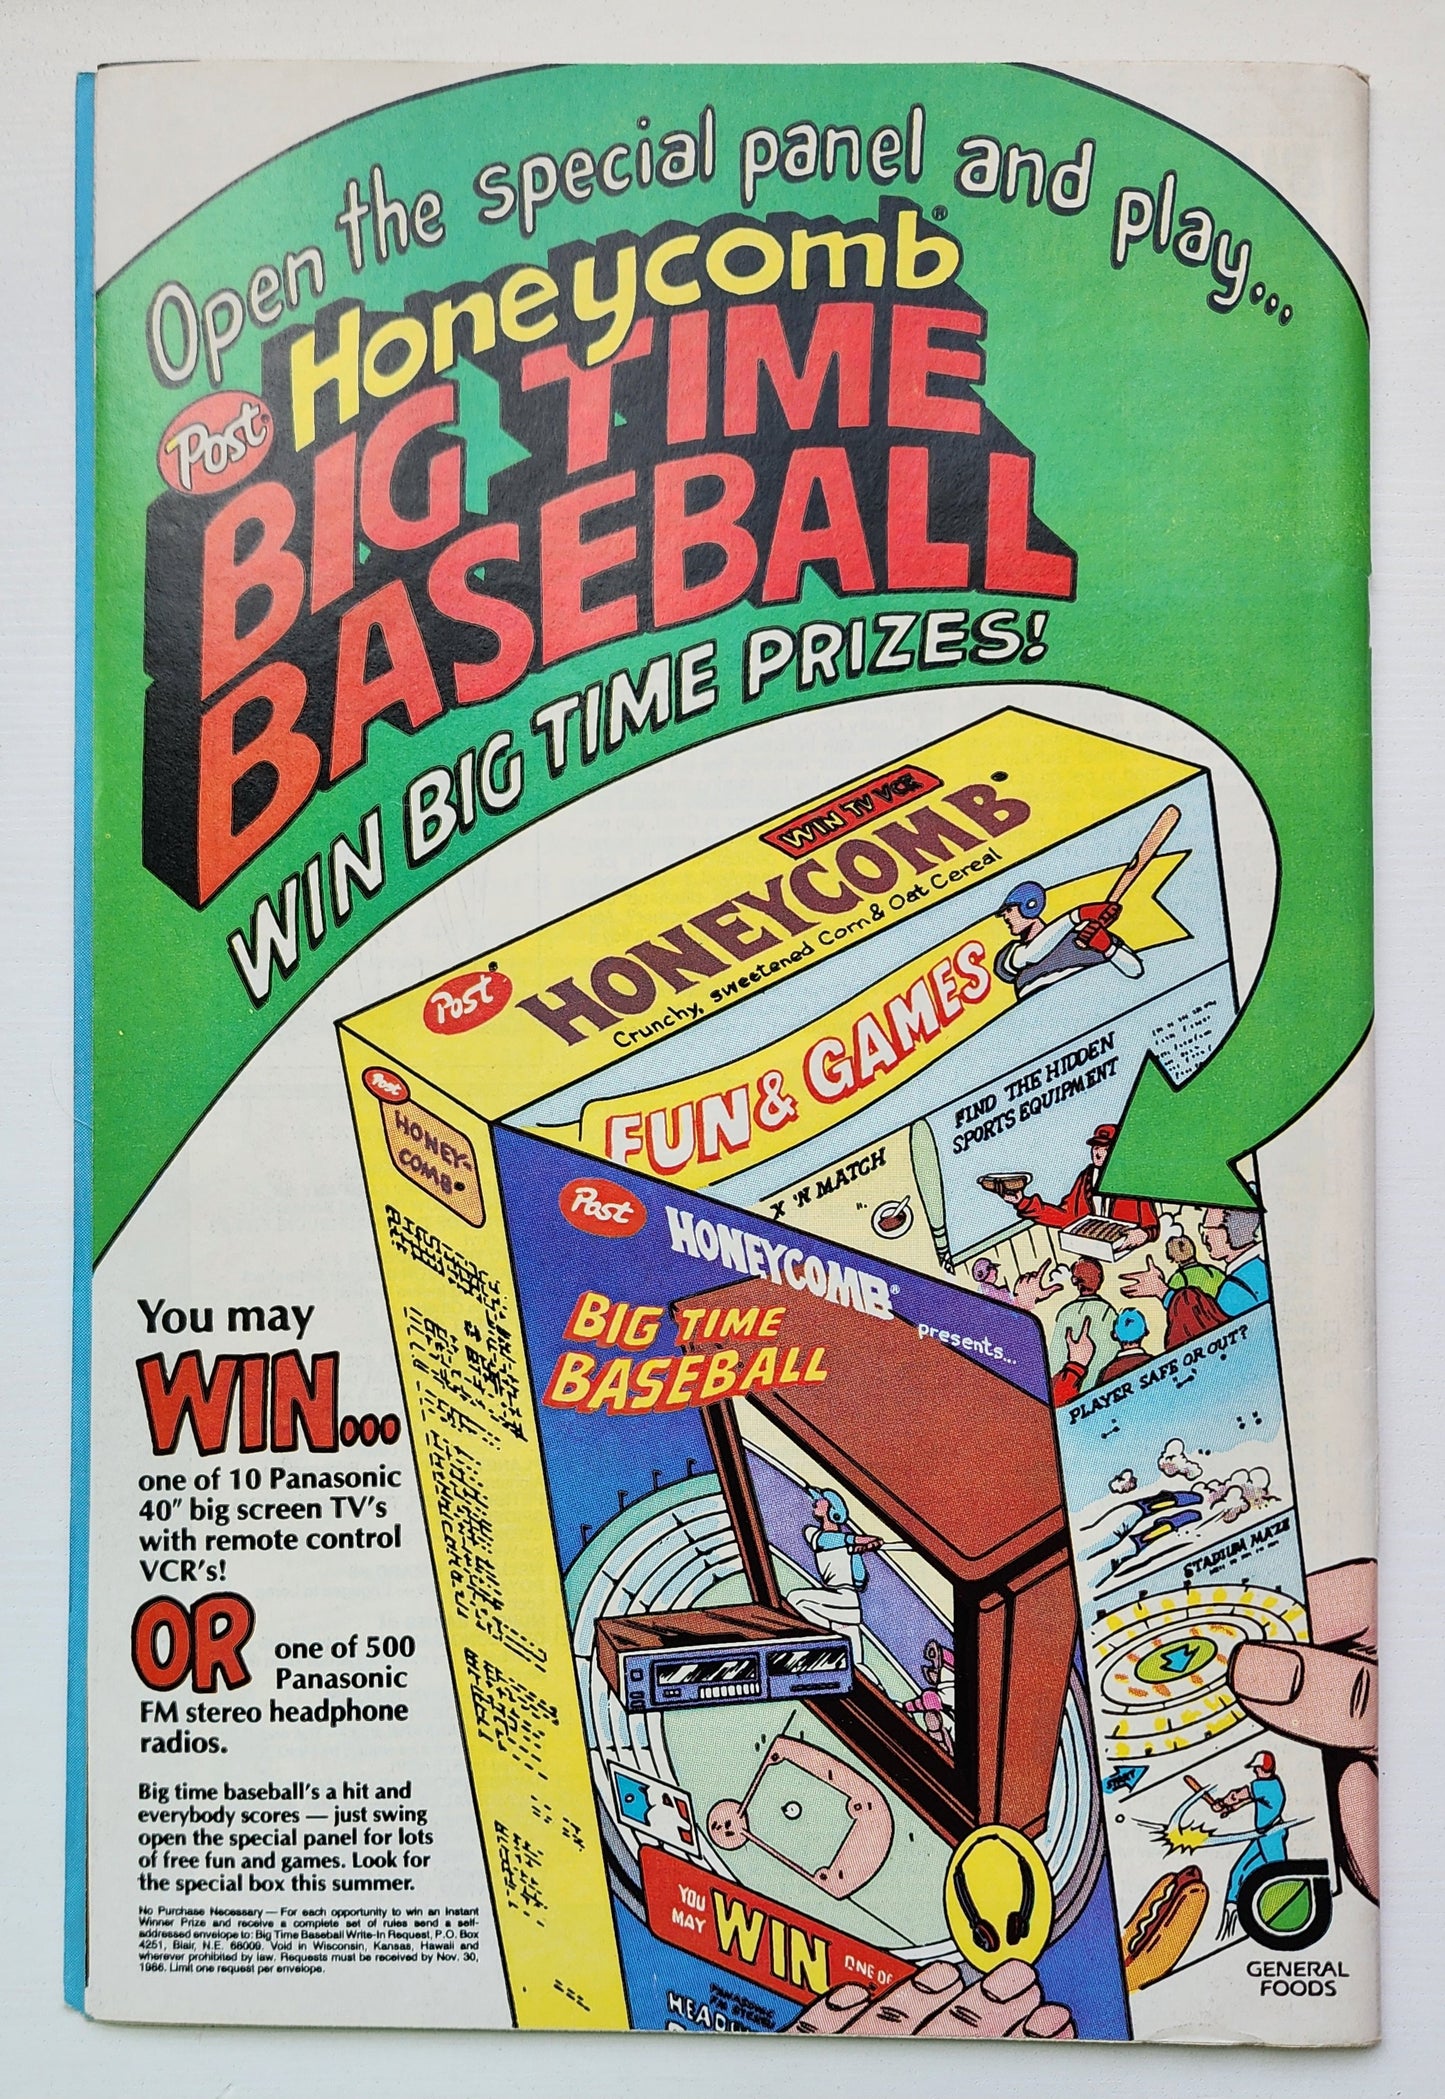 Open the special panel and play...
Post®
Honeycomb®
BIG TIME
BASEBALL
WIN BIG TIME PRIZES!
WIN TV VCR
Post®
HONEYCOMB®
Crunchy, sweetened Corn & Oat Cereal
FUN & GAMES
FIND THE HIDDEN
SPORTS EQUIPMENT
X 'N MATCH
Post
HONEY-
COMB®
Post
HONEYCOMB®
presents...
BIG TIME
BASEBALL
PLAYER SAFE OR OUT?
STADIUM MAZE
START
You may
WIN...
one of 10 Panasonic
40" big screen TV's
with remote control
VCR's!
OR one of 500
Panasonic
FM stereo headphone
radios.
Big time baseball's a hit and
everybody scores — just swing
open the special panel for lots
of free fun and games. Look for
the special box this summer.
No Purchase Necessary — For each opportunity to win an Instant
Winner Prize and receive a complete set of rules send a self-
addressed envelope to: Big Time Baseball Write-In Request, P.O. Box
4251, Blair, N.E. 68009. Void in Wisconsin, Kansas, Hawaii and
wherever prohibited by law. Requests must be received by Nov. 30,
1986. Limit one request per envelope.
YOU
MAY
WIN
ONE OF
PANASONIC
FM STEREO
HEAD
GENERAL
FOODS